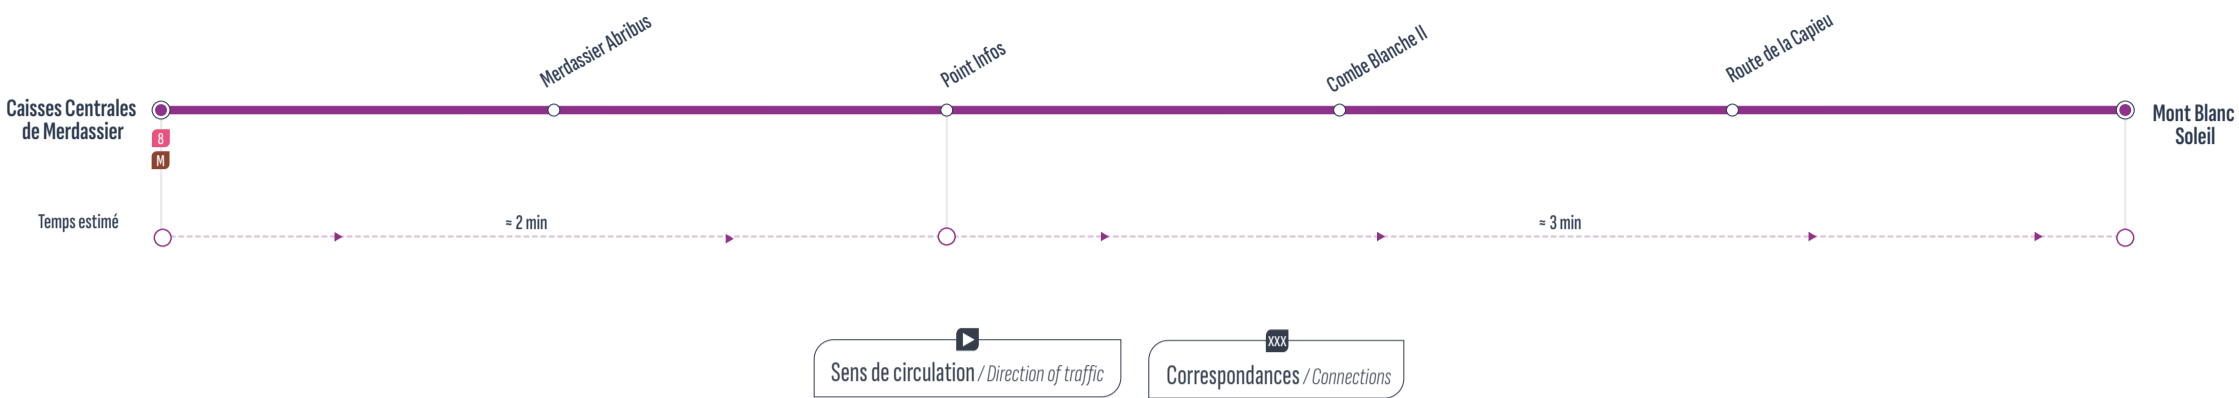 Merdassier Abribus
Point Infos
Combe Blanche II
Route de la Capieu
Caisses Centrales
de Merdassier
Mont Blanc
Soleil
8
M
Temps estimé
≈ 2 min
≈ 3 min
XXX
Sens de circulation / Direction of traffic
Correspondances / Connections